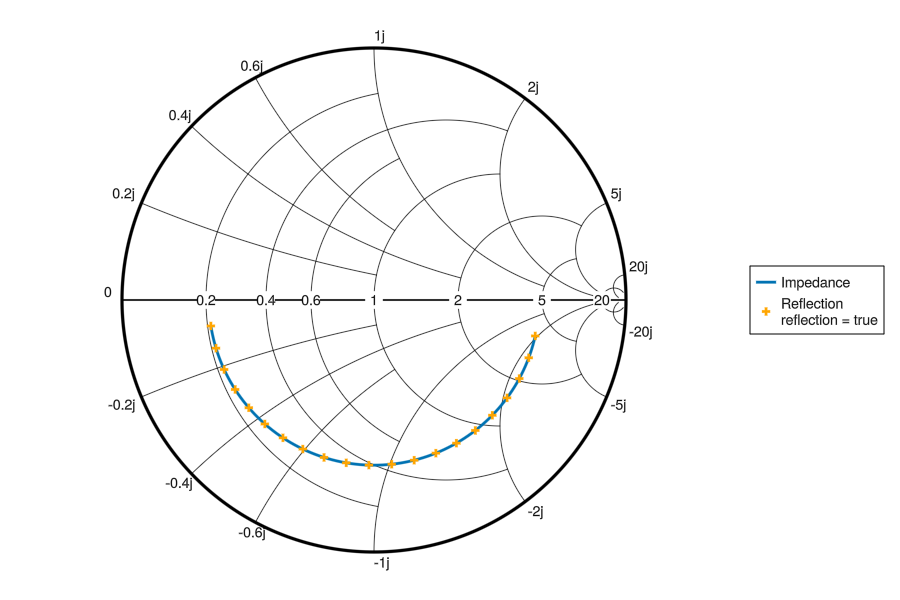 1j
0.6j
2j
0.4j
0.2j
5j
20j
0
0.2
0.4
0.6
1
2
5
20
-20j
-0.2j
-5j
-0.4j
-2j
-0.6j
-1j
Impedance
Reflection
reflection = true